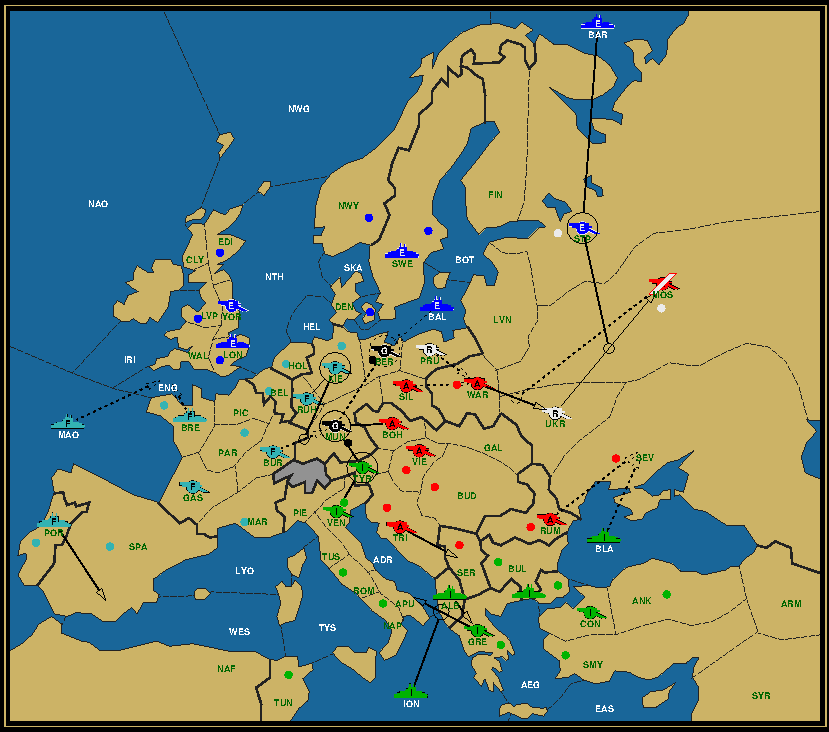 E
BAR
NWG
NAO
FIN
NWY
E
STP
EDI
E
SWE
CLY
SKA
BOT
NTH
MOS
DEN
E
BAL
LVP
E
YOR
LVN
HEL
E
LON
WAL
IRI
G
BER
R
PRU
HOL
F
KIE
ENG
A
SIL
A
WAR
BEL
F
RUH
F
MAO
F
BRE
PIC
R
UKR
G
MUN
A
BOH
PAR
F
BUR
A
VIE
GAL
SEV
I
TYR
F
GAS
BUD
I
VEN
PIE
MAR
F
POR
A
TRI
A
RUM
SPA
I
BLA
TUS
ADR
LYO
SER
BUL
ROM
I
ALB
I
ANK
APU
I
CON
ARM
NAP
WES
TYS
I
GRE
NAF
SMY
AEG
I
ION
TUN
EAS
SYR